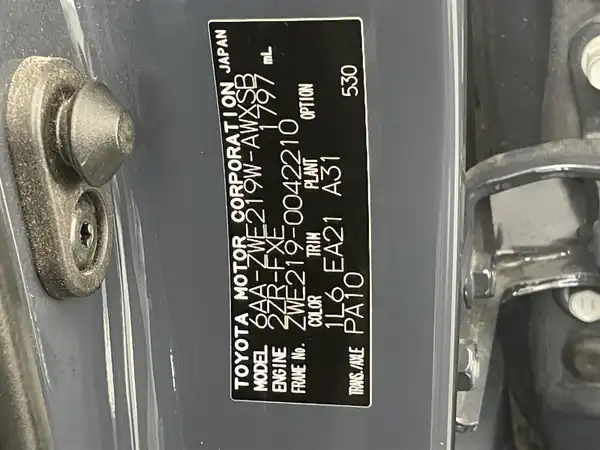 TOYOTA MOTOR CORPORATION JAPAN
MODEL 6AA-ZWE219W-AWXSB
ENGINE 2ZR-FXE 1797 mL
FRAME No. ZWE219-0042210
COLOR TRIM PLANT OPTION
1L6 EA21 A31 530
TRANS./AXLE PA10